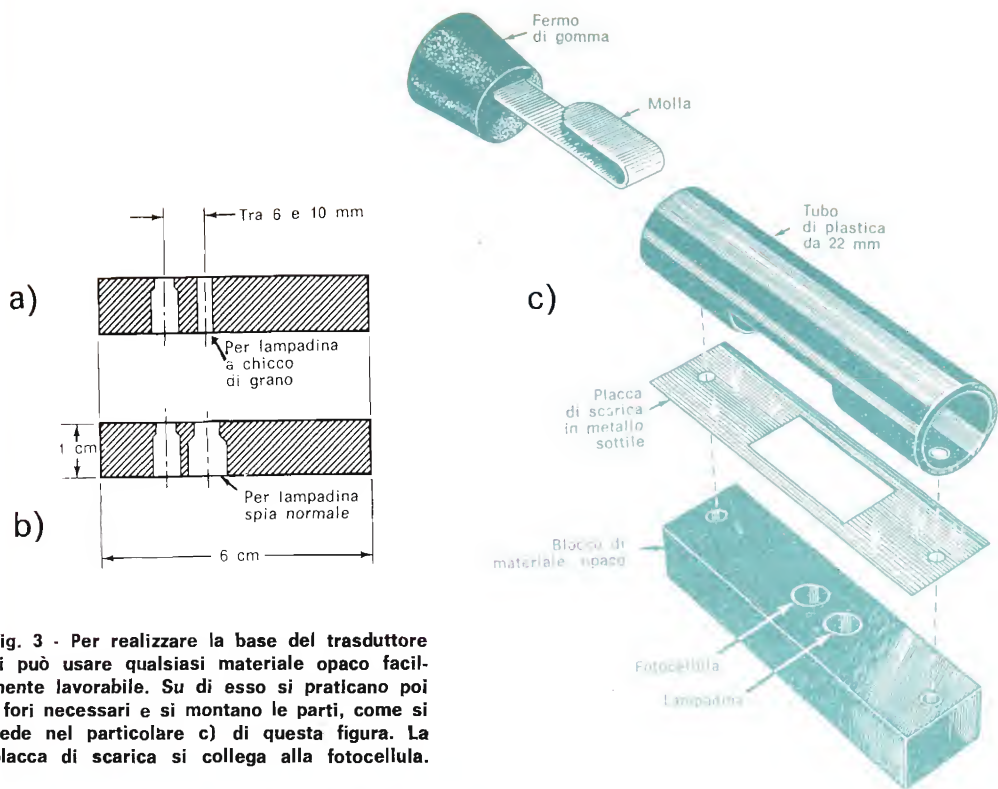 Fermo
di gomma
Molla
Tra 6 e 10 mm
Tubo
di plastica
da 22 mm
a)
c)
Per lampadina
a chicco
di grano
Placca
di scarica
in metallo
sottile
1 cm
Per lampadina
spia normale
b)
6 cm
Blocco di
materiale opaco
Fotocellula
Lampadina
ig. 3 - Per realizzare la base del trasduttore
i può usare qualsiasi materiale opaco facil-
nente lavorabile. Su di esso si praticano poi
fori necessari e si montano le parti, come si
ede nel particolare c) di questa figura. La
placca di scarica si collega alla fotocellula.